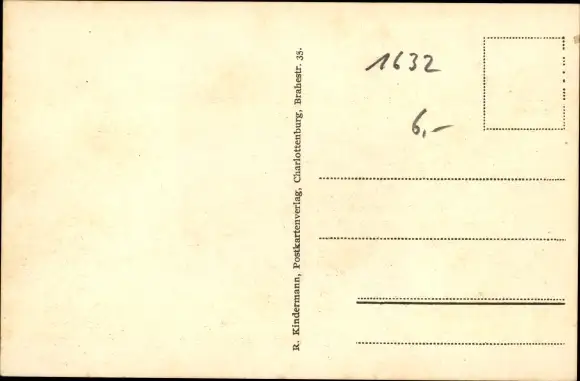 R. Kindermann, Postkartenverlag, Charlottenburg, Brahestr. 35.
1632
6,-